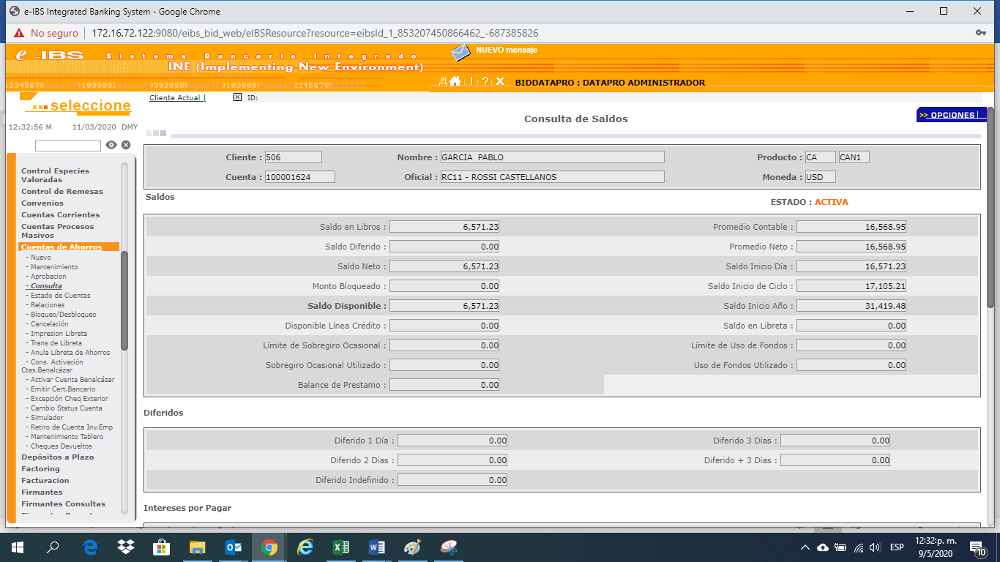 e-IBS Integrated Banking System - Google Chrome
No seguro | 172.16.72.122:9080/eibs_bid_web/eIBSResource?resource=eibsId_1_853207450866462_-687385826
e -IBS Sistema Bancario Integrado
NUEVO mensaje
INE (Implementing New Environment)
BIDDATAPRO : DATAPRO ADMINISTRADOR
seleccione
Cliente Actual |
ID:
12:32:56 M 11/03/2020 DMY
Consulta de Saldos
>> OPCIONES |
Control Especies
Valoradas
Control de Remesas
Convenios
Cuentas Corrientes
Cuentas Procesos
Masivos
Cuentas de Ahorros
- Nuevo
- Mantenimiento
- Aprobacion
- Consulta
- Estado de Cuentas
- Relaciones
- Bloqueo/Desbloqueo
- Cancelación
- Impresion Libreta
- Trans de Libreta
- Anula Libreta de Ahorros
- Cons. Activación
Ctas.Benalcázar
- Activar Cuenta Benalcázar
- Emitir Cert.Bancario
- Excepción Cheq Exterior
- Cambio Status Cuenta
- Simulador
- Retiro de Cuenta Inv.Emp
- Mantenimiento Tablero
- Cheques Devueltos
Depósitos a Plazo
Factoring
Facturacion
Firmantes
Firmantes Consultas
Cliente : 506 Nombre : GARCIA PABLO Producto : CA CAN1
Cuenta : 100001624 Oficial : RC11 - ROSSI CASTELLANOS Moneda : USD
Saldos
ESTADO : ACTIVA
Saldo en Libros : 6,571.23 Promedio Contable : 16,568.95
Saldo Diferido : 0.00 Promedio Neto : 16,568.95
Saldo Neto : 6,571.23 Saldo Inicio Día : 16,571.23
Monto Bloqueado : 0.00 Saldo Inicio de Ciclo : 17,105.21
Saldo Disponible : 6,571.23 Saldo Inicio Año : 31,419.48
Disponible Línea Crédito : 0.00 Saldo en Libreta : 0.00
Límite de Sobregiro Ocasional : 0.00 Límite de Uso de Fondos : 0.00
Sobregiro Ocasional Utilizado : 0.00 Uso de Fondos Utilizado : 0.00
Balance de Prestamo : 0.00
Diferidos
Diferido 1 Día : 0.00 Diferido 3 Días : 0.00
Diferido 2 Días : 0.00 Diferido + 3 Días : 0.00
Diferido Indefinido : 0.00
Intereses por Pagar
ESP
12:32:p. m.
9/5/2020
10